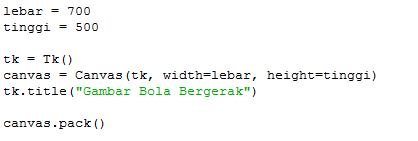 lebar = 700
tinggi = 500
tk = Tk()
canvas = Canvas(tk, width=lebar, height=tinggi)
tk.title("Gambar Bola Bergerak")
canvas.pack()